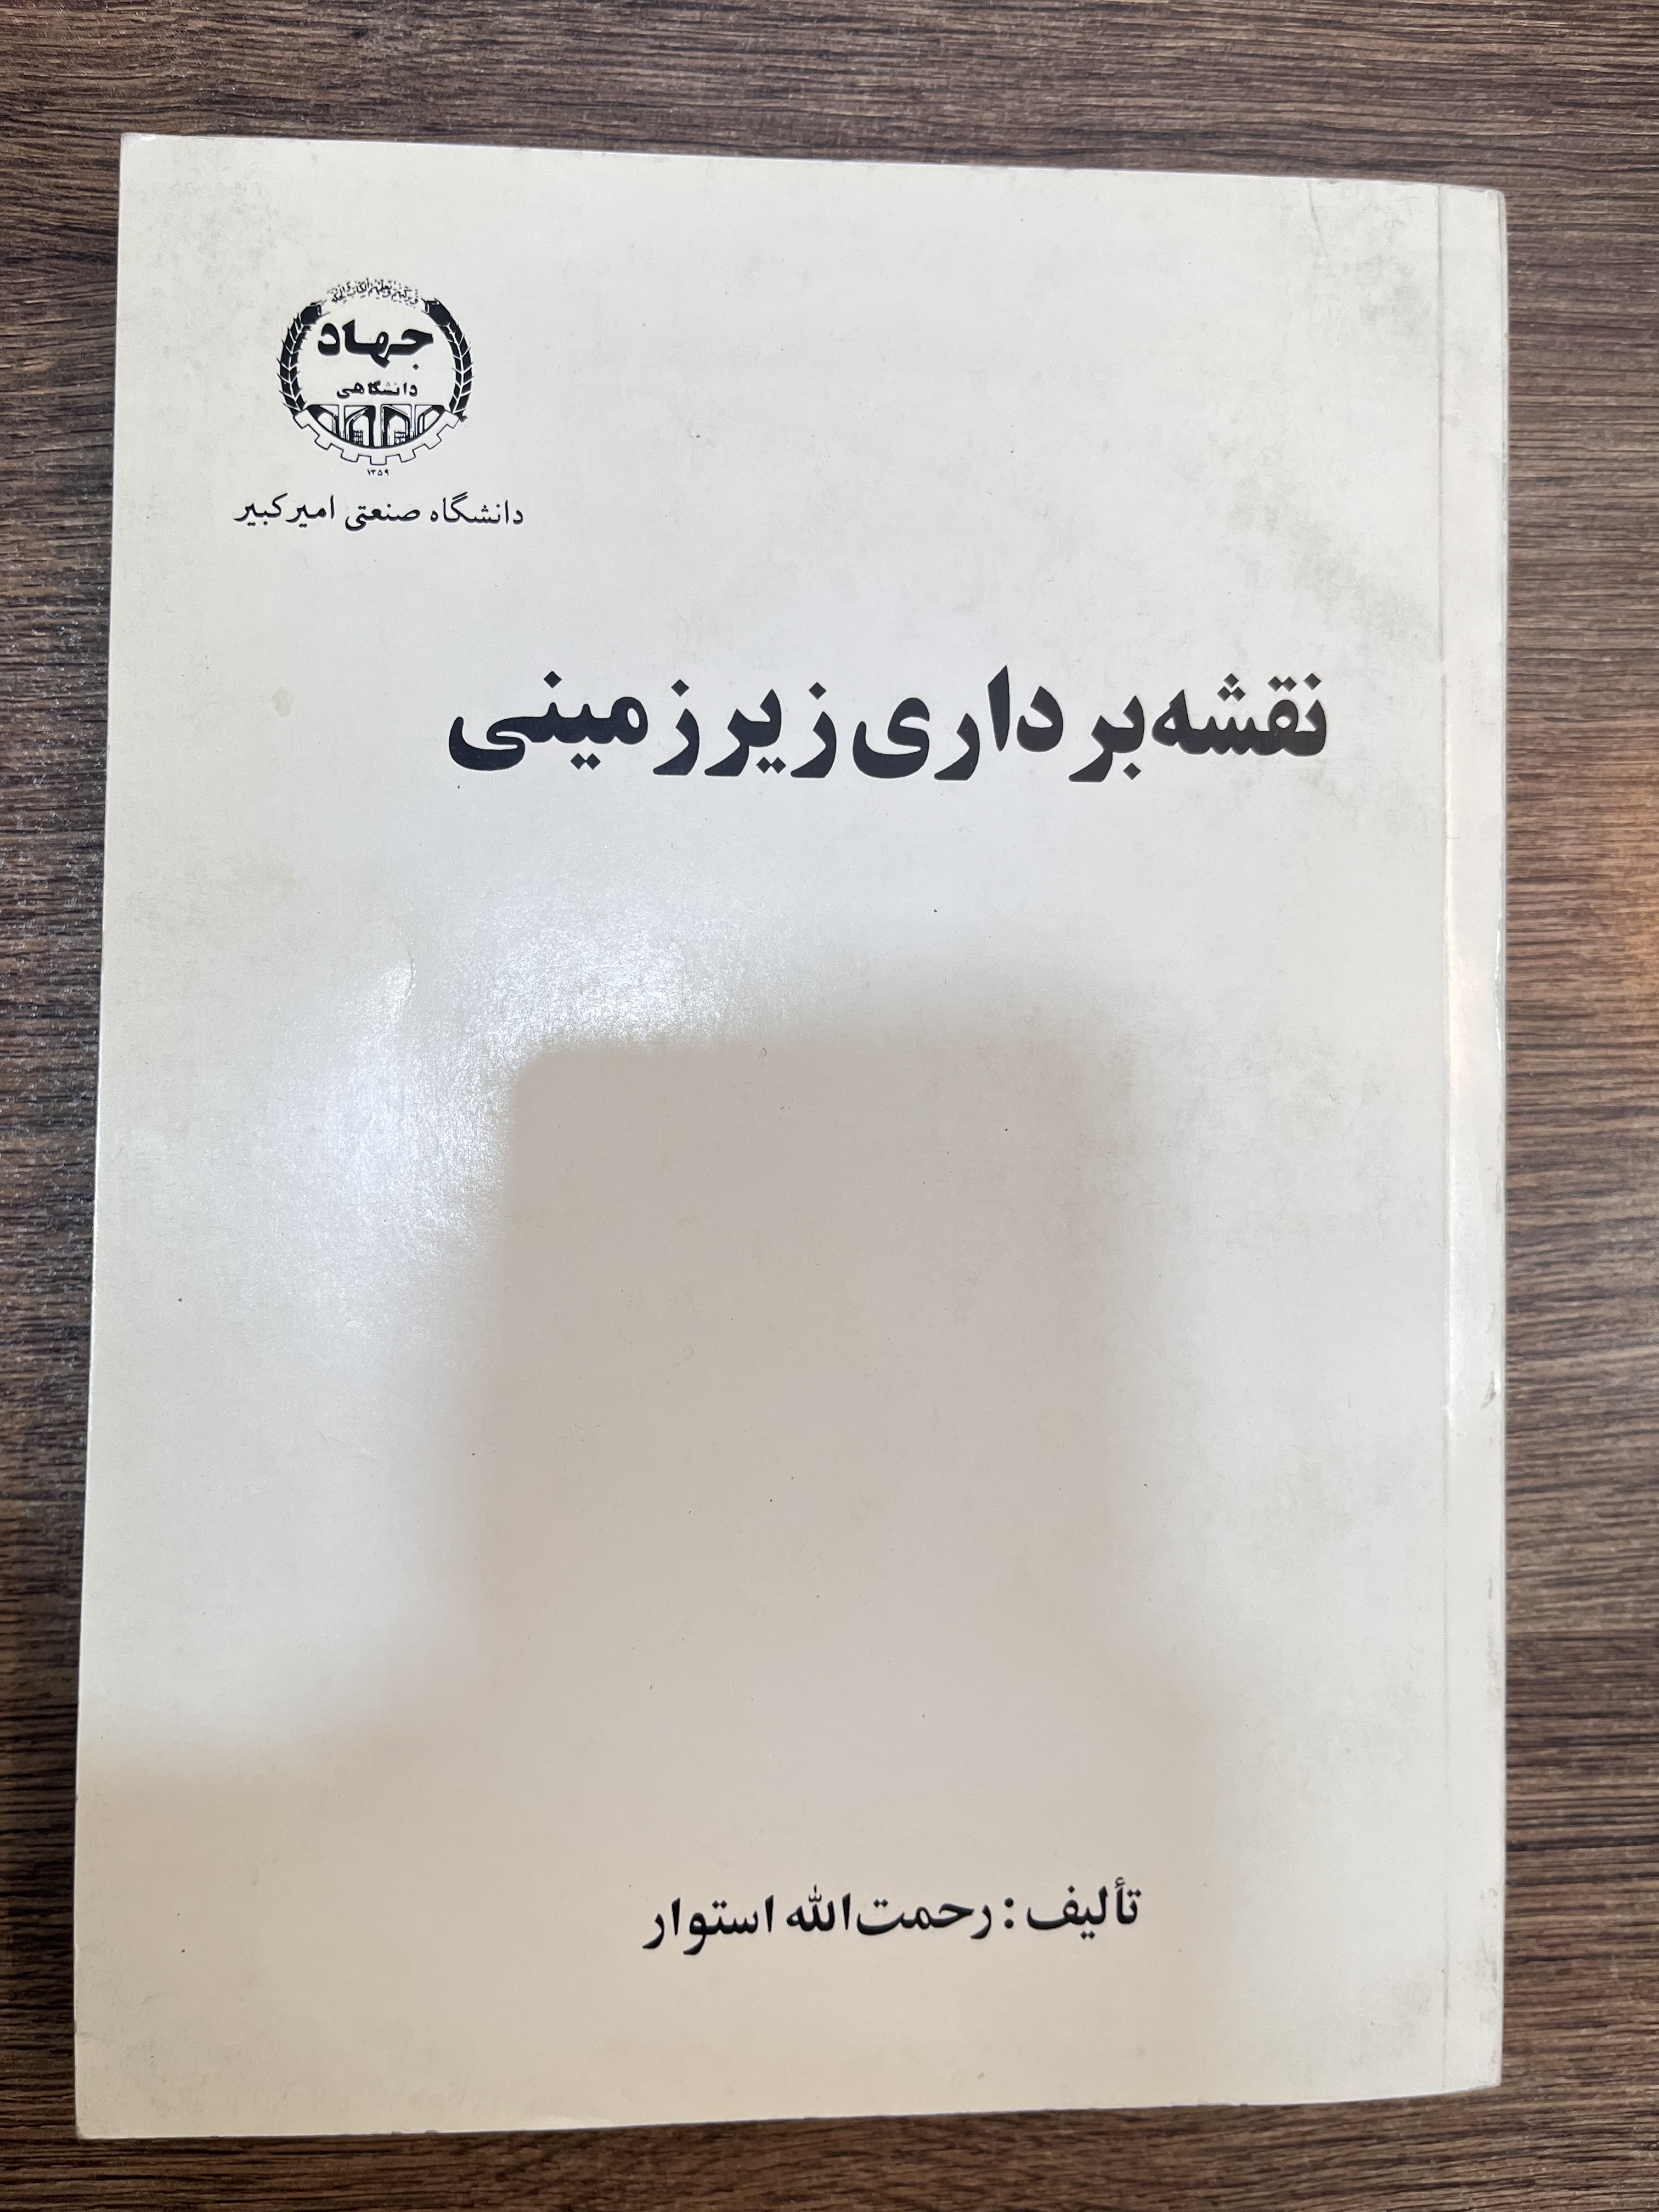 جهاد
دانشگاهی
۱۳۵۹
دانشگاه صنعتی امیرکبیر
نقشه‌برداری زیرزمینی
تألیف: رحمت‌الله استوار